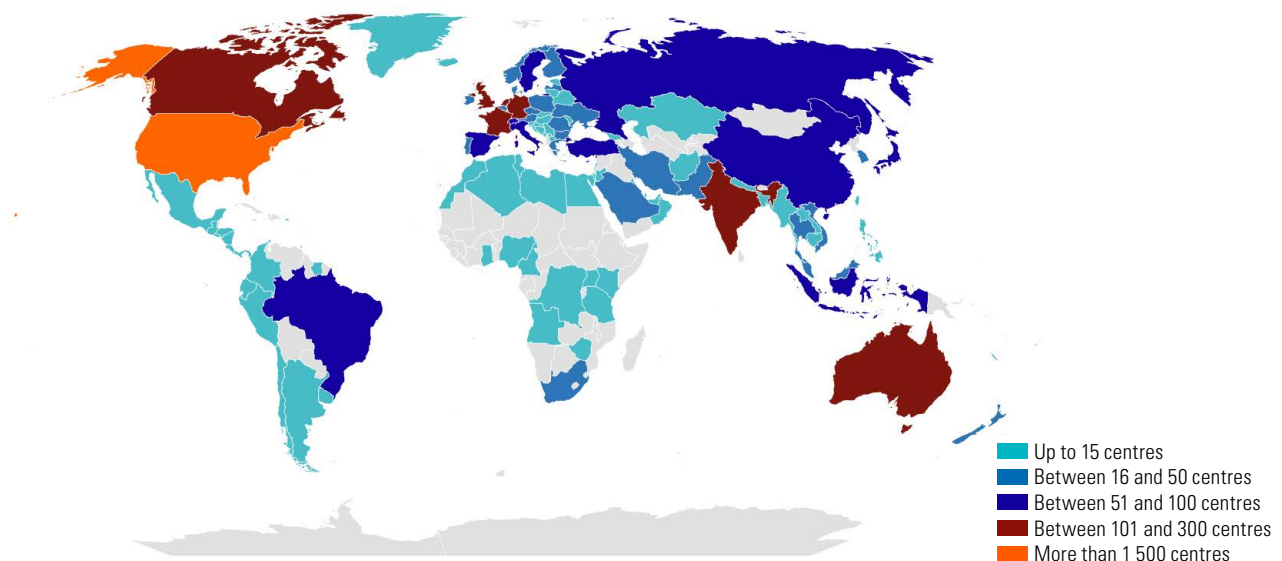 Up to 15 centres
Between 16 and 50 centres
Between 51 and 100 centres
Between 101 and 300 centres
More than 1 500 centres